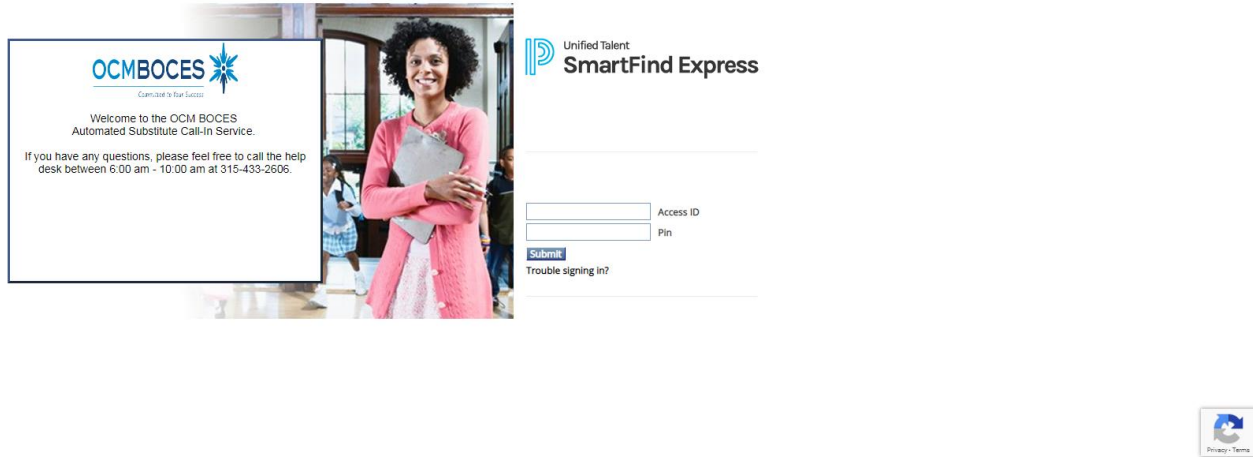 OCMBOCES
Committed to Your Success
Welcome to the OCM BOCES
Automated Substitute Call-In Service.
If you have any questions, please feel free to call the help
desk between 6:00 am - 10:00 am at 315-433-2606.
Unified Talent
SmartFind Express
Access ID
Pin
Submit
Trouble signing in?
Privacy - Terms